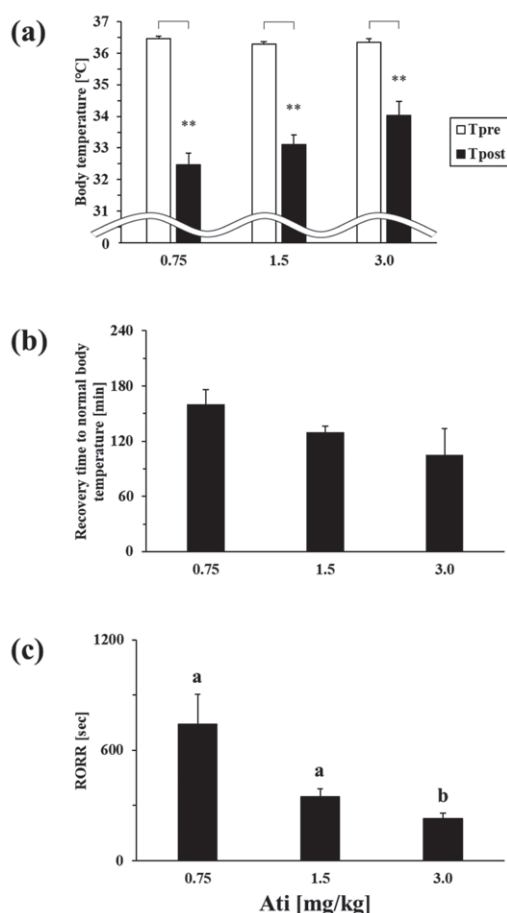 (a)
Body temperature [℃]
37
36
35
34
33
32
31
0
**
**
**
0.75
1.5
3.0
Tpre
Tpost
(b)
Recovery time to normal body
temperature [min]
240
180
120
60
0
0.75
1.5
3.0
(c)
RORR [sec]
1200
600
0
a
a
b
0.75
1.5
3.0
Ati [mg/kg]